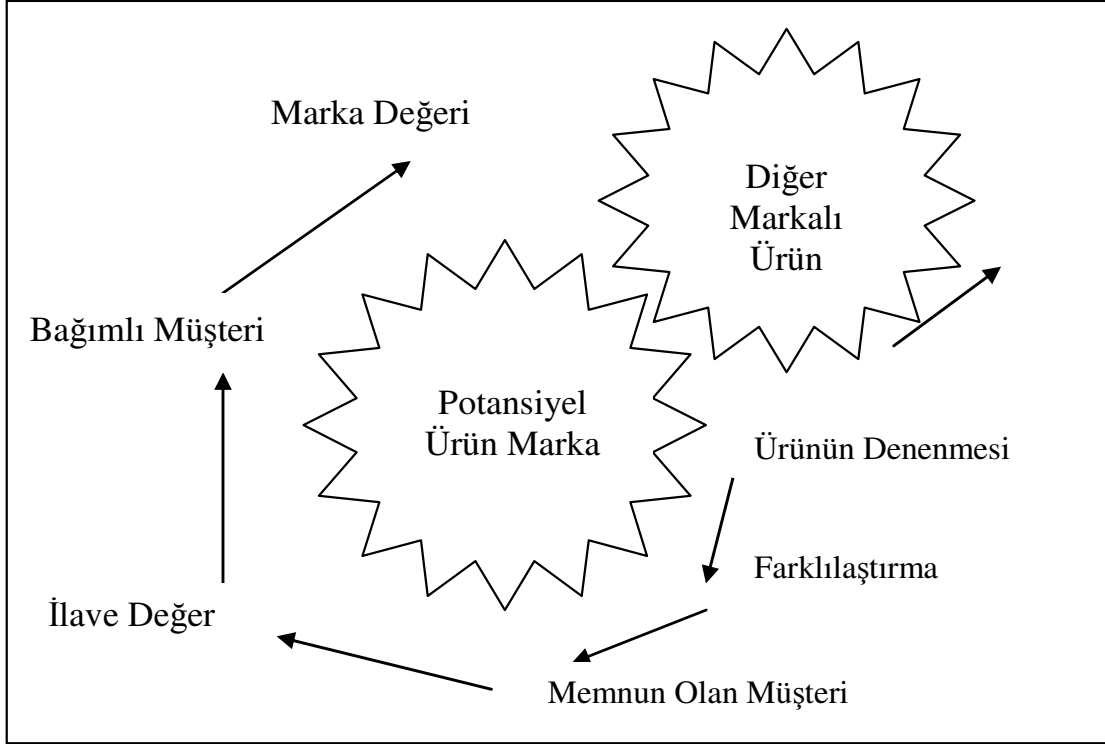 Marka Değeri
Diğer
Markalı
Ürün
Bağımlı Müşteri
Potansiyel
Ürün Marka
Ürünün Denenmesi
Farklılaştırma
İlave Değer
Memnun Olan Müşteri